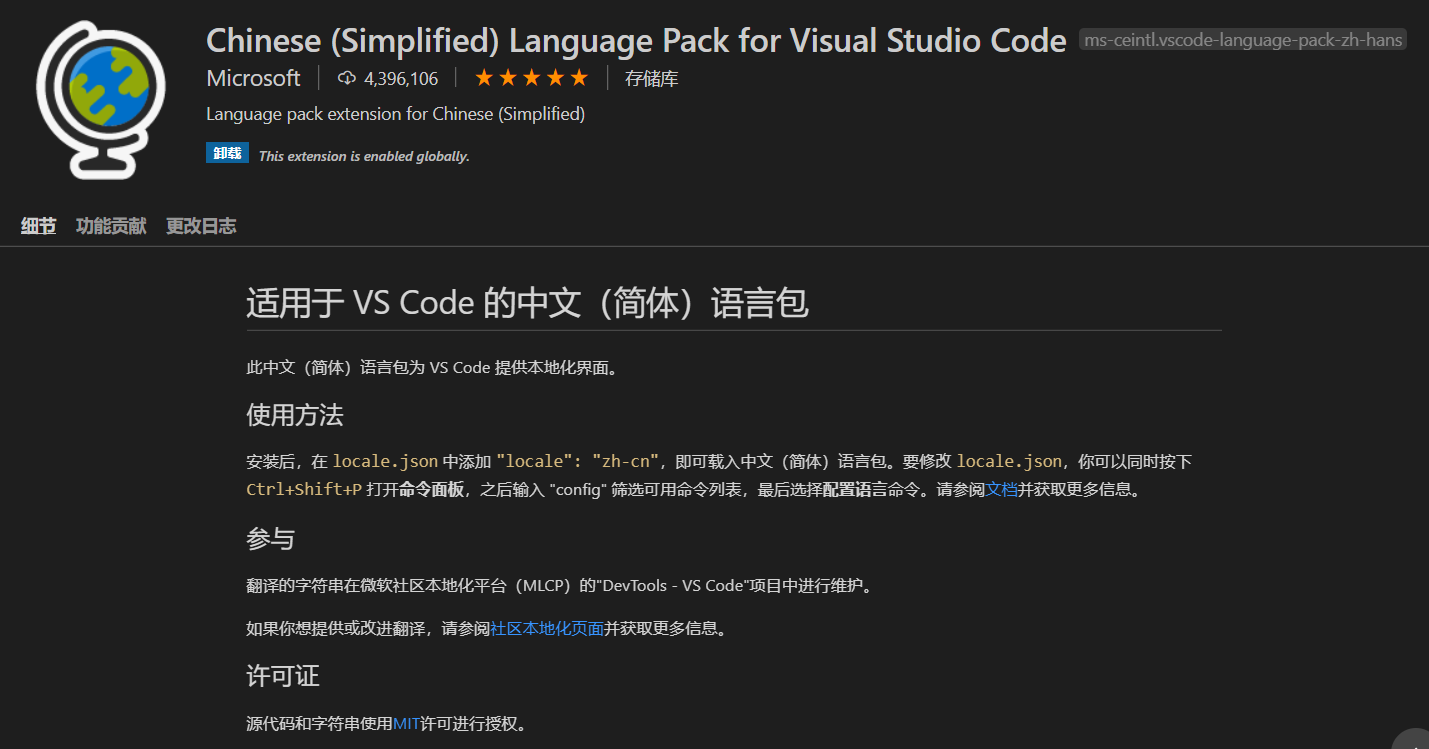 Chinese (Simplified) Language Pack for Visual Studio Code ms-ceintl.vscode-language-pack-zh-hans
Microsoft 4,396,106 ★★★★★ 存储库
Language pack extension for Chinese (Simplified)
卸载 This extension is enabled globally.
细节 功能贡献 更改日志
适用于 VS Code 的中文（简体）语言包
此中文（简体）语言包为 VS Code 提供本地化界面。
使用方法
安装后，在 locale.json 中添加 "locale": "zh-cn"，即可载入中文（简体）语言包。要修改 locale.json，你可以同时按下
Ctrl+Shift+P 打开命令面板，之后输入 "config" 筛选可用命令列表，最后选择配置语言命令。请参阅文档并获取更多信息。
参与
翻译的字符串在微软社区本地化平台（MLCP）的"DevTools - VS Code"项目中进行维护。
如果你想提供或改进翻译，请参阅社区本地化页面并获取更多信息。
许可证
源代码和字符串使用MIT许可进行授权。